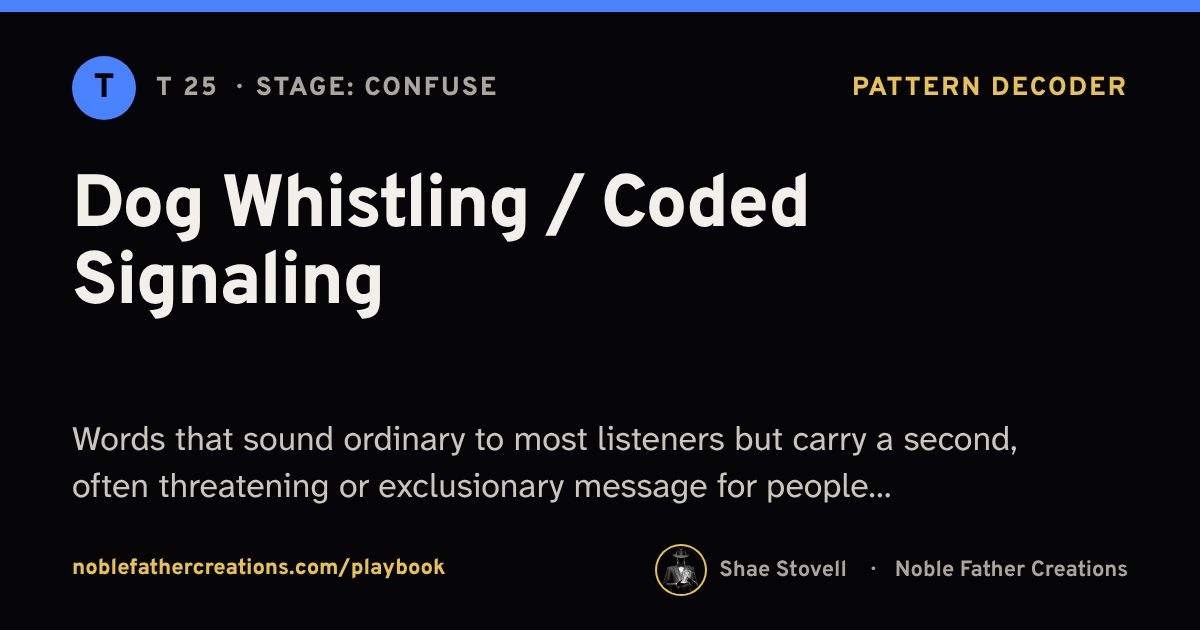 T
T 25 · STAGE: CONFUSE
PATTERN DECODER
Dog Whistling / Coded
Signaling
Words that sound ordinary to most listeners but carry a second,
often threatening or exclusionary message for people...
noblefathercreations.com/playbook
Shae Stovell · Noble Father Creations